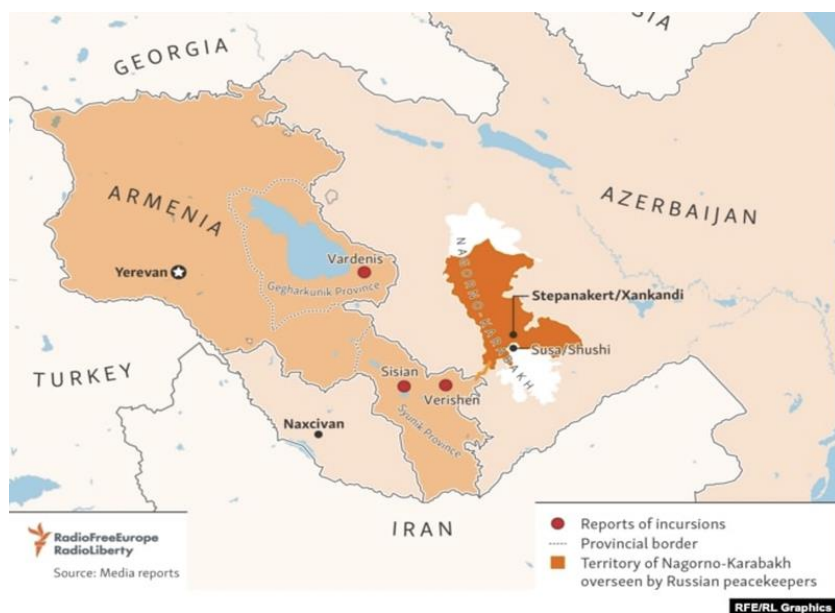 GEORGIA
ARMENIA
AZERBAIJAN
Vardenis
Yerevan
Gegharkunik Province
NAGORNO-KARABAKH
Stepanakert/Xankandi
Susa/Shushi
TURKEY
Sisian
Verishen
Syunik Province
Naxcivan
IRAN
RadioFreeEurope
RadioLiberty
Source: Media reports
Reports of incursions
Provincial border
Territory of Nagorno-Karabakh
overseen by Russian peacekeepers
RFE/RL Graphics